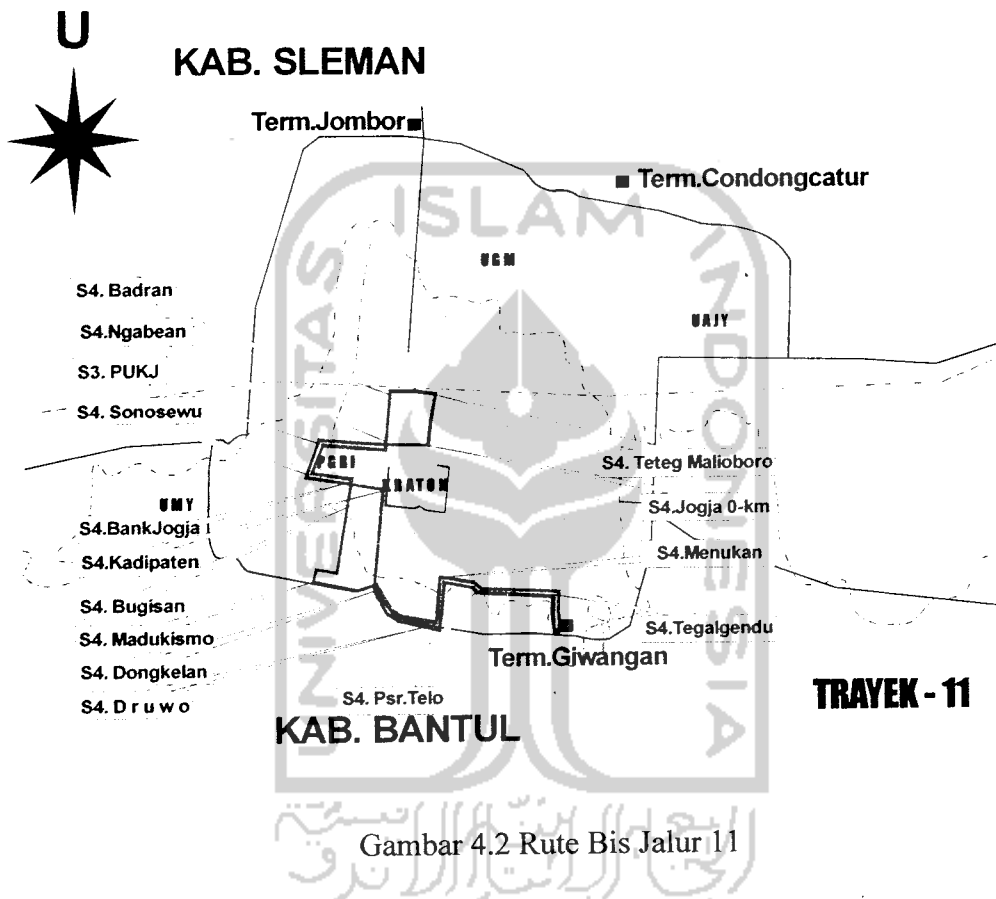 U
KAB. SLEMAN
Term.Jombor
Term.Condongcatur
ISLAM
UNIVERSITAS
INDONESIA
UGM
UAJY
S4. Badran
S4.Ngabean
S3. PUKJ
S4. Sonosewu
PGRI
KRATON
UMY
S4. Teteg Malioboro
S4.Jogja 0-km
S4.Menukan
S4.Tegalgendu
S4.BankJogja
S4.Kadipaten
S4. Bugisan
S4. Madukismo
S4. Dongkelan
S4. D r u w o
Term.Giwangan
S4. Psr.Telo
KAB. BANTUL
TRAYEK - 11
Gambar 4.2 Rute Bis Jalur 11